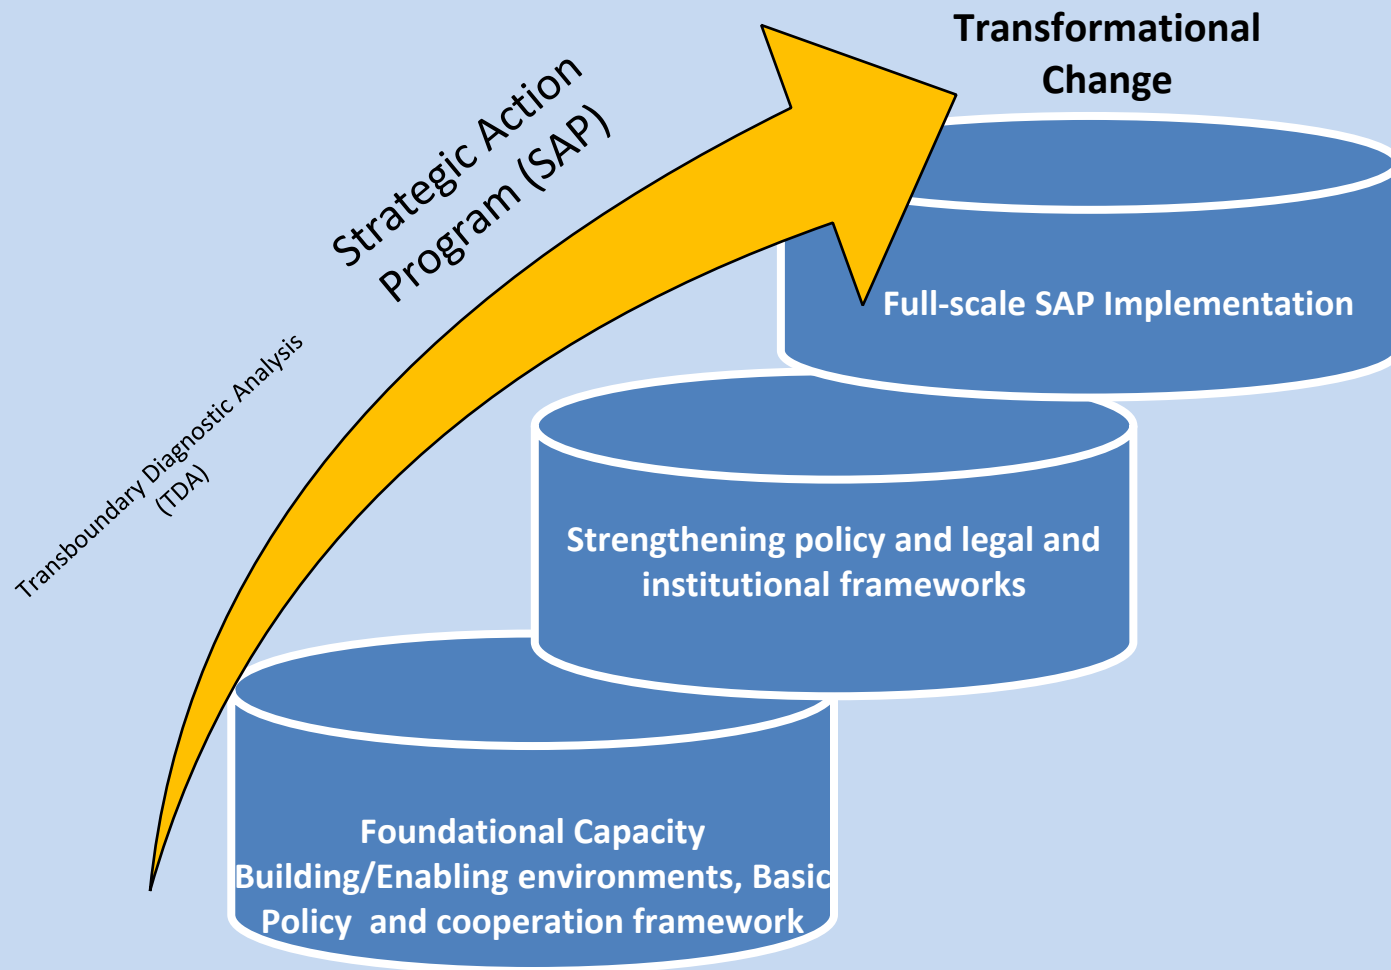 Transformational
Change
Strategic Action
Program (SAP)
Full-scale SAP Implementation
Transboundary Diagnostic Analysis
(TDA)
Strengthening policy and legal and
institutional frameworks
Foundational Capacity
Building/Enabling environments, Basic
Policy  and cooperation framework